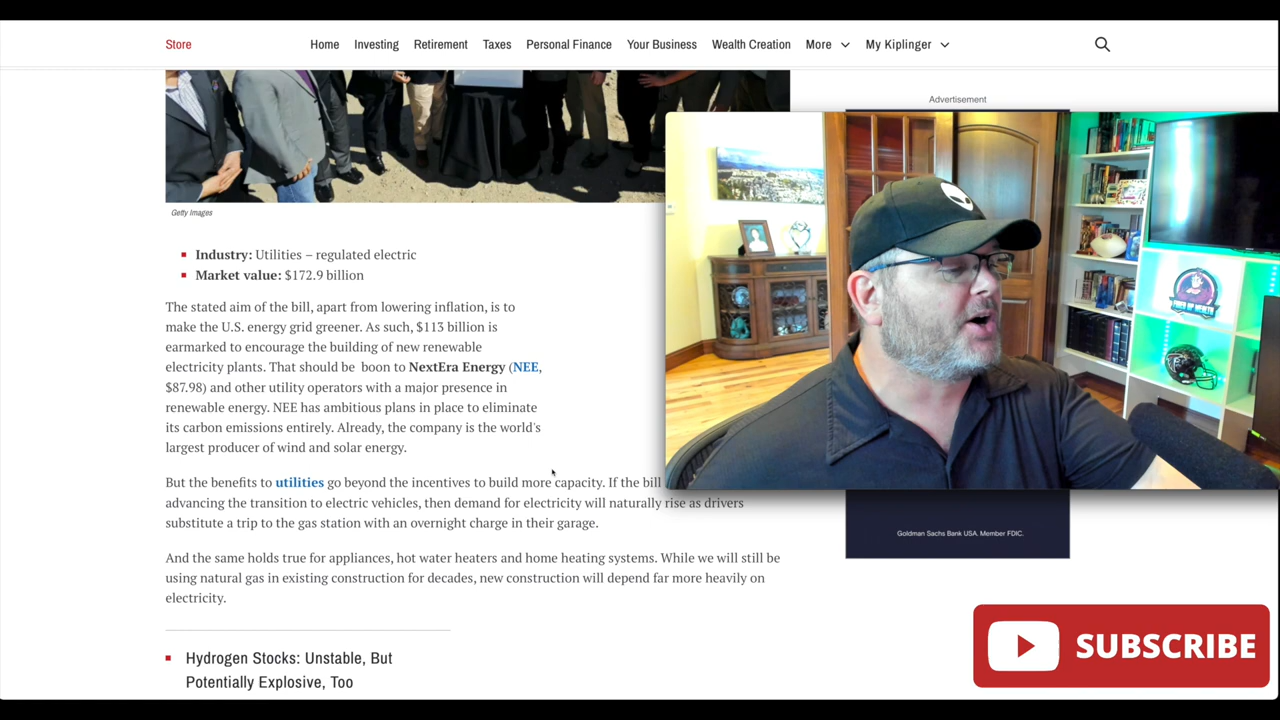 Store
Home
Investing
Retirement
Taxes
Personal Finance
Your Business
Wealth Creation
More
My Kiplinger
Advertisement
Getty Images
Industry: Utilities – regulated electric
Market value: $172.9 billion
The stated aim of the bill, apart from lowering inflation, is to
make the U.S. energy grid greener. As such, $113 billion is
earmarked to encourage the building of new renewable
electricity plants. That should be boon to NextEra Energy (NEE,
$87.98) and other utility operators with a major presence in
renewable energy. NEE has ambitious plans in place to eliminate
its carbon emissions entirely. Already, the company is the world's
largest producer of wind and solar energy.
But the benefits to utilities go beyond the incentives to build more capacity. If the bill
advancing the transition to electric vehicles, then demand for electricity will naturally rise as drivers
substitute a trip to the gas station with an overnight charge in their garage.
Goldman Sachs Bank USA. Member FDIC.
And the same holds true for appliances, hot water heaters and home heating systems. While we will still be
using natural gas in existing construction for decades, new construction will depend far more heavily on
electricity.
Hydrogen Stocks: Unstable, But
Potentially Explosive, Too
SUBSCRIBE